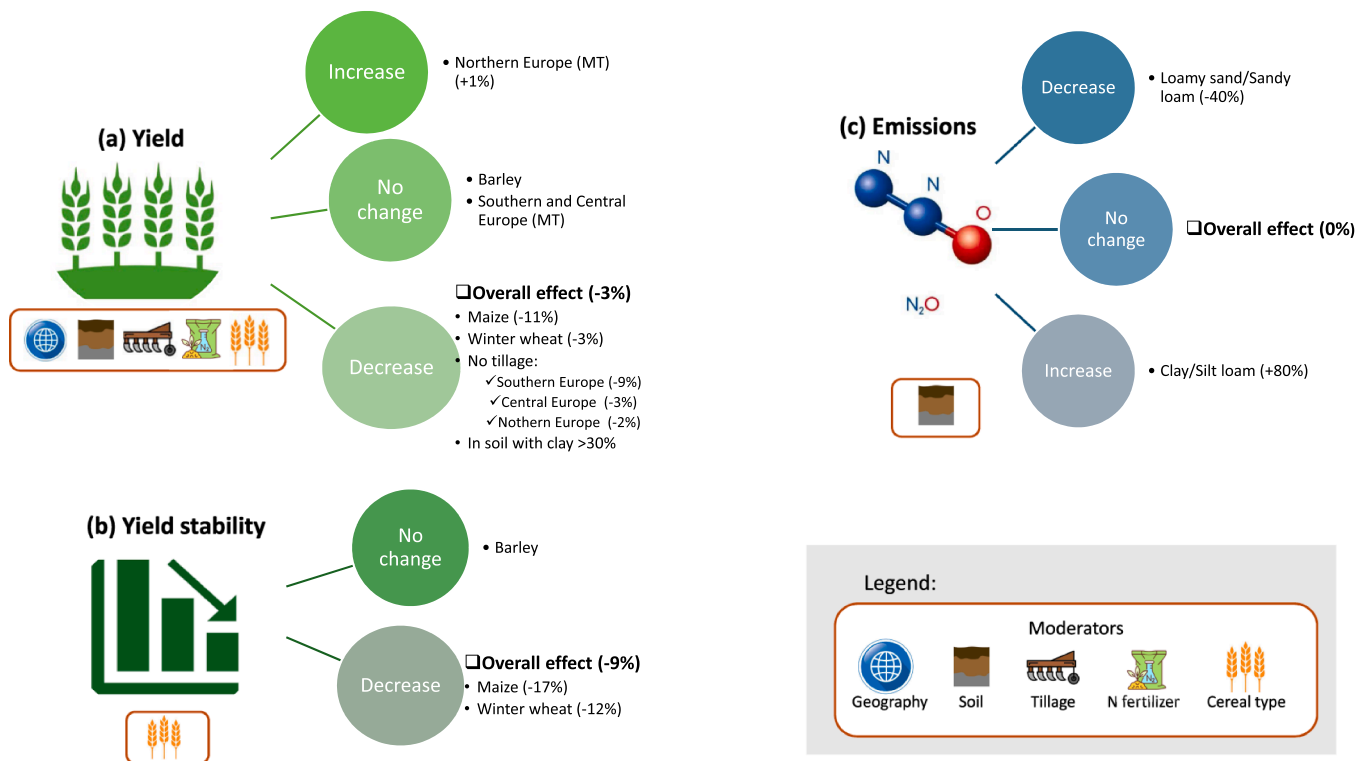 (a) Yield
Increase
• Northern Europe (MT)
(+1%)
No
change
• Barley
• Southern and Central
Europe (MT)
Decrease
❑Overall effect (-3%)
• Maize (-11%)
• Winter wheat (-3%)
• No tillage:
✓Southern Europe (-9%)
✓Central Europe (-3%)
✓Nothern Europe (-2%)
• In soil with clay >30%
(b) Yield stability
No
change
• Barley
Decrease
❑Overall effect (-9%)
• Maize (-17%)
• Winter wheat (-12%)
(c) Emissions
N
N
O
N₂O
Decrease
• Loamy sand/Sandy
loam (-40%)
No
change
❑Overall effect (0%)
Increase
• Clay/Silt loam (+80%)
Legend:
Moderators
Geography
Soil
Tillage
N fertilizer
Cereal type